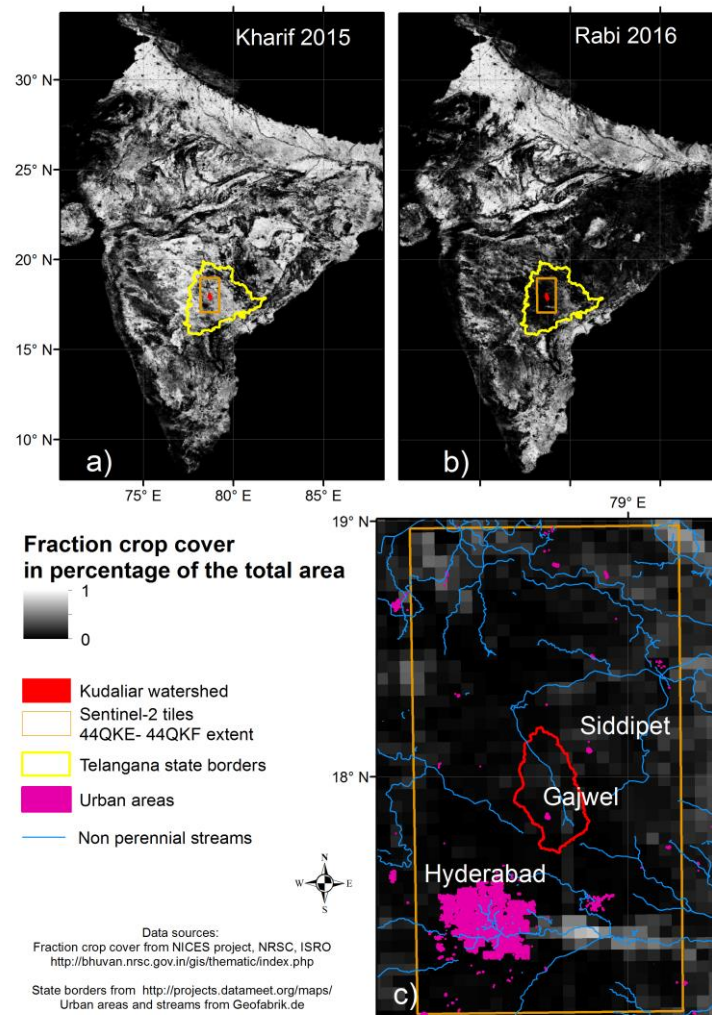 Kharif 2015
Rabi 2016
30° N
25° N
20° N
15° N
10° N
a)
b)
75° E
80° E
85° E
79° E
19° N
18° N
Fraction crop cover
in percentage of the total area
1
0
Kudaliar watershed
Sentinel-2 tiles
44QKE- 44QKF extent
Telangana state borders
Urban areas
Non perennial streams
N
W
E
S
Data sources:
Fraction crop cover from NICES project, NRSC, ISRO
http://bhuvan.nrsc.gov.in/gis/thematic/index.php
State borders from http://projects.datameet.org/maps/
Urban areas and streams from Geofabrik.de
Siddipet
Gajwel
Hyderabad
c)